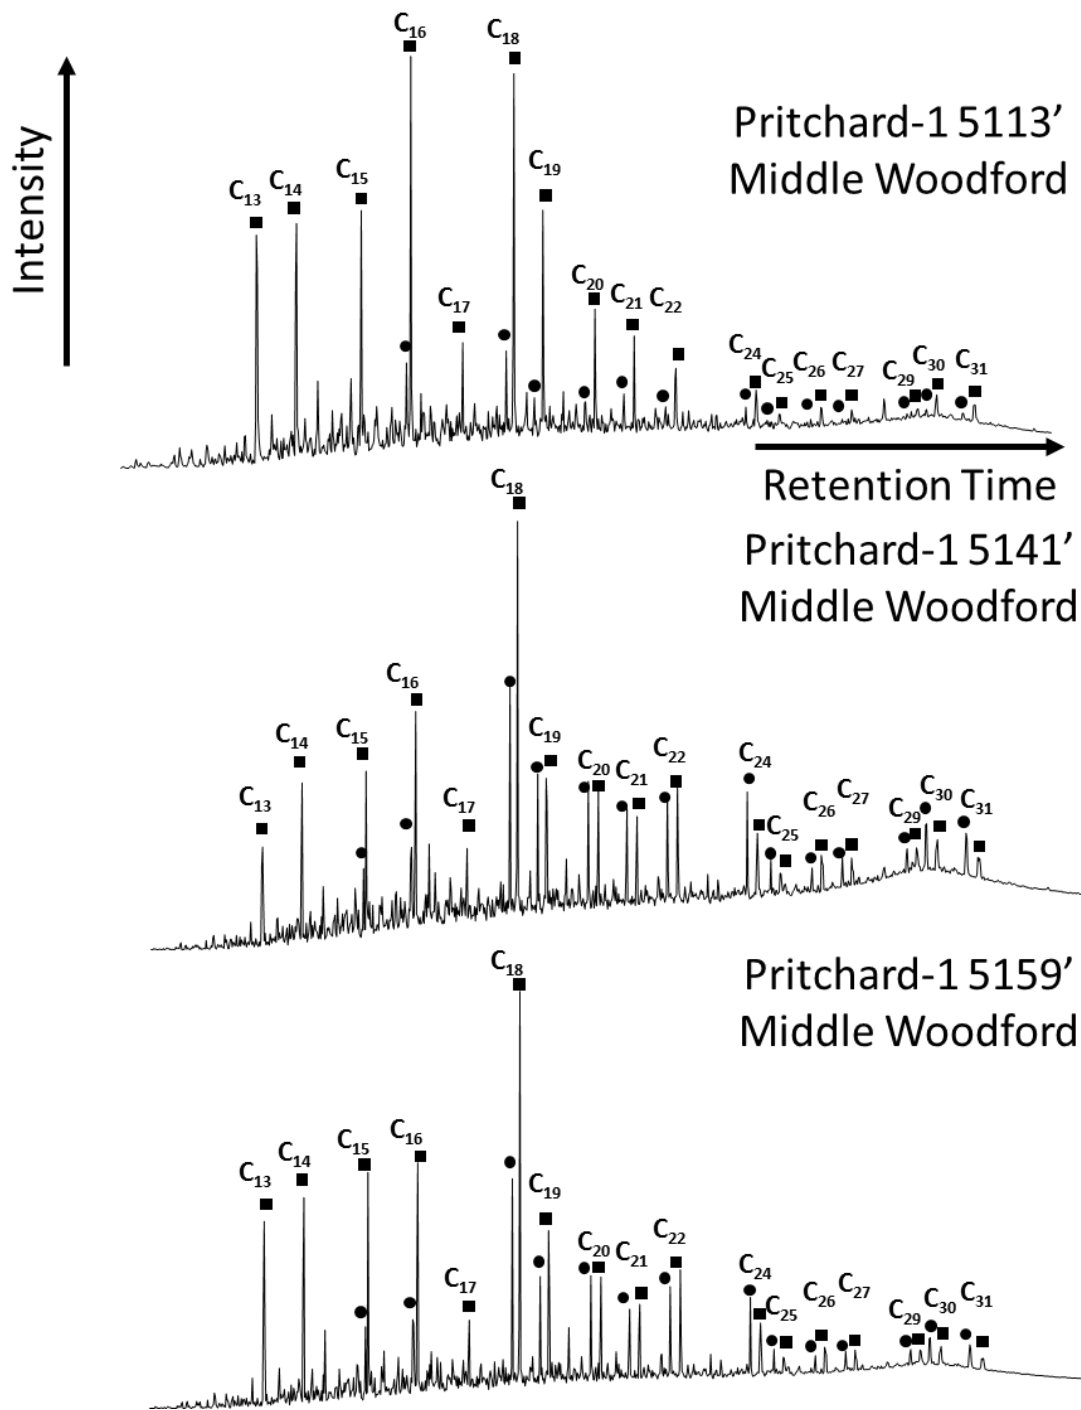 Intensity
C13 C14 C15 C16 C17 C18 C19 C20 C21 C22 C24 C25 C26 C27 C29 C30 C31
Pritchard-1 5113’
Middle Woodford
Retention Time
Pritchard-1 5141’
Middle Woodford
C13 C14 C15 C16 C17 C18 C19 C20 C21 C22 C24 C25 C26 C27 C29 C30 C31
Pritchard-1 5159’
Middle Woodford
C13 C14 C15 C16 C17 C18 C19 C20 C21 C22 C24 C25 C26 C27 C29 C30 C31